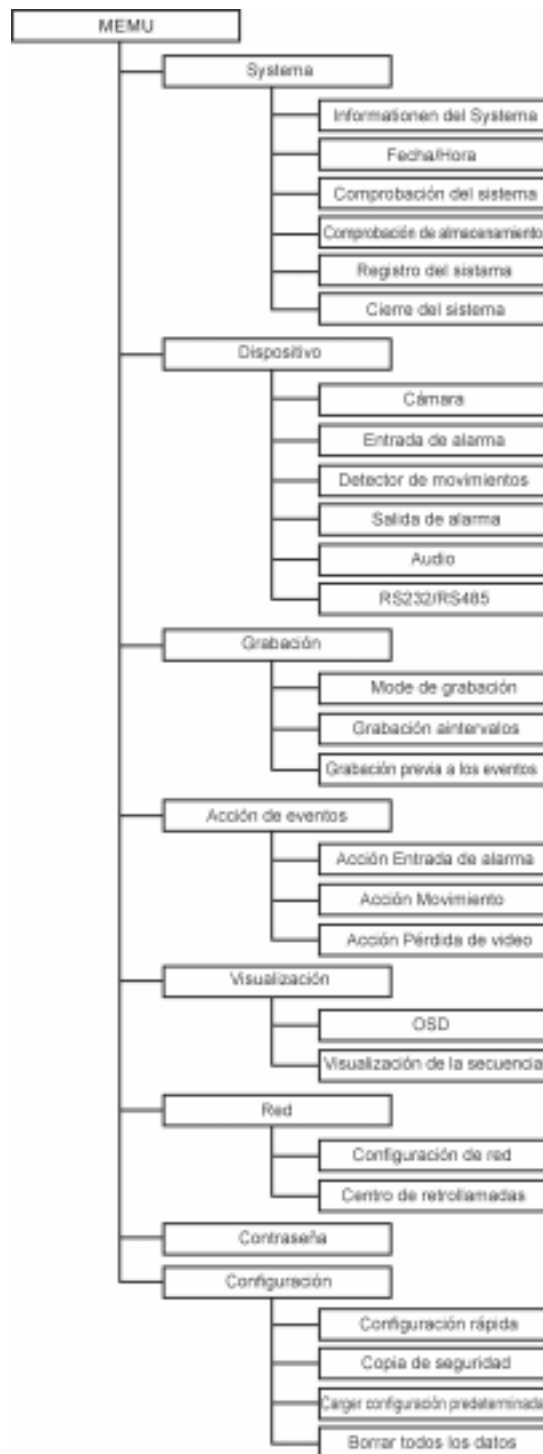 MEMU
Systema
Informationen del Systema
Fecha/Hora
Comprobación del sistema
Comprobación de almacenamiento
Registro del sistama
Cierre del sistema
Dispositivo
Cámara
Entrada de alarma
Detector de movimientos
Salida de alarma
Audio
RS232/RS485
Grabación
Mode de grabación
Grabación aintervalos
Grabación previa a los eventos
Acción de eventos
Acción Entrada de alarma
Acción Movimiento
Acción Pérdida de video
Visualización
OSD
Visualización de la secuencia
Red
Configuración de red
Centro de retrollamadas
Contraseña
Configuración
Configuración rápida
Copia de seguridad
Carger configuración predeterminada
Borrar todos los datos